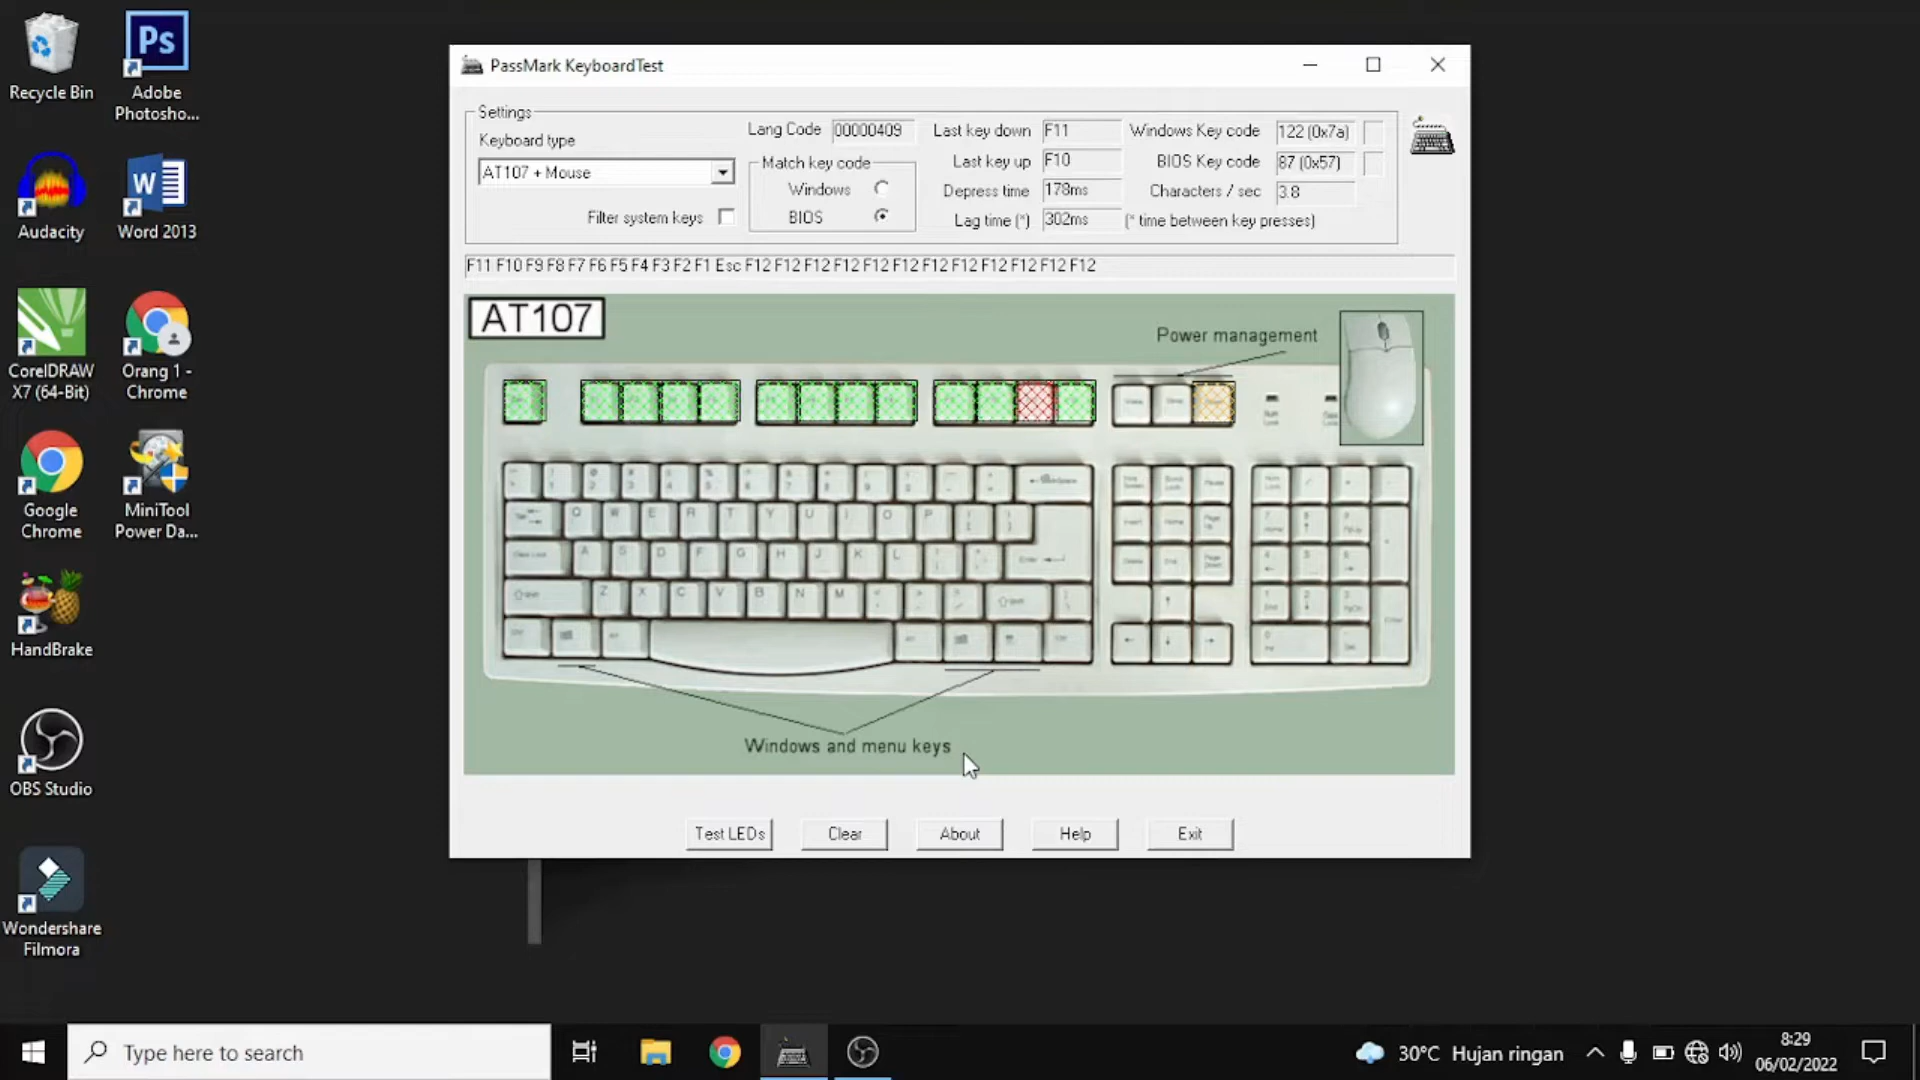 Recycle Bin
Adobe
Photosho...
Audacity
Word 2013
CorelDRAW
X7 (64-Bit)
Orang 1 -
Chrome
Google
Chrome
MiniTool
Power Da...
HandBrake
OBS Studio
Wondershare
Filmora
PassMark KeyboardTest
Settings
Keyboard type
AT107 + Mouse
Filter system keys
Lang Code 00000409
Match key code
Windows
BIOS
Last key down F11
Last key up F10
Depress time 178ms
Lag time (*) 302ms
Windows Key code 122 (0x7a)
BIOS Key code 87 (0x57)
Characters / sec 3.8
(* time between key presses)
F11 F10 F9 F8 F7 F6 F5 F4 F3 F2 F1 Esc F12 F12 F12 F12 F12 F12 F12 F12 F12 F12 F12 F12
AT107
Power management
Q W E R T Y U I O P
A S D F G H J K L
Z X C V B N M
Windows and menu keys
Test LEDs
Clear
About
Help
Exit
Type here to search
30°C Hujan ringan
8:29
06/02/2022